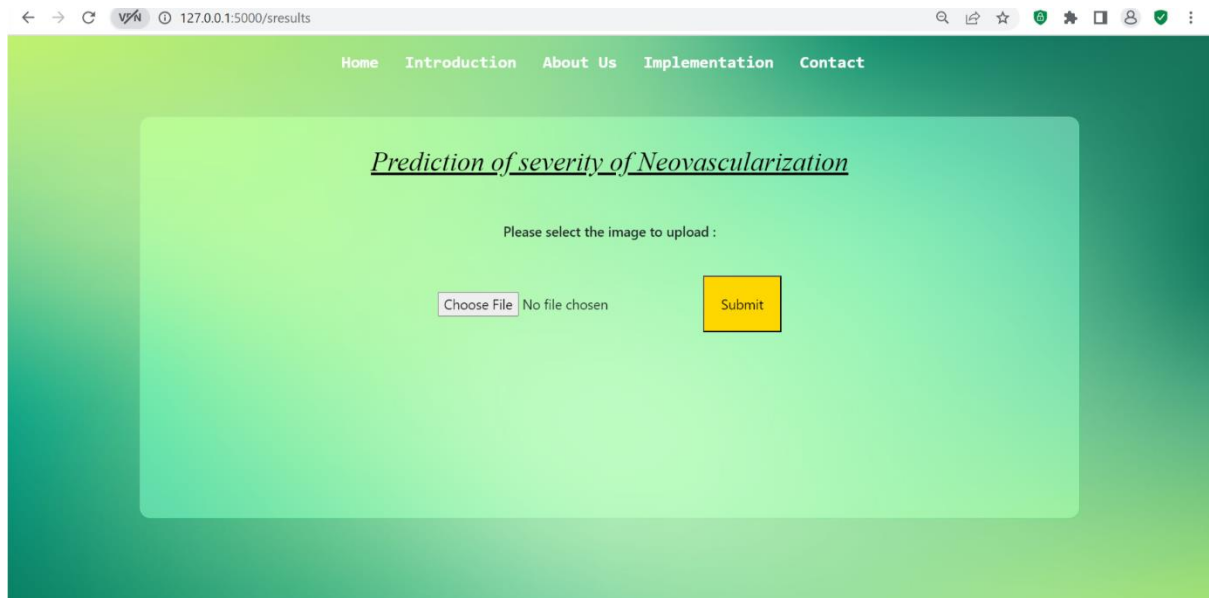 VPN 127.0.0.1:5000/sresults
Home Introduction About Us Implementation Contact
Prediction of severity of Neovascularization
Please select the image to upload :
Choose File No file chosen Submit